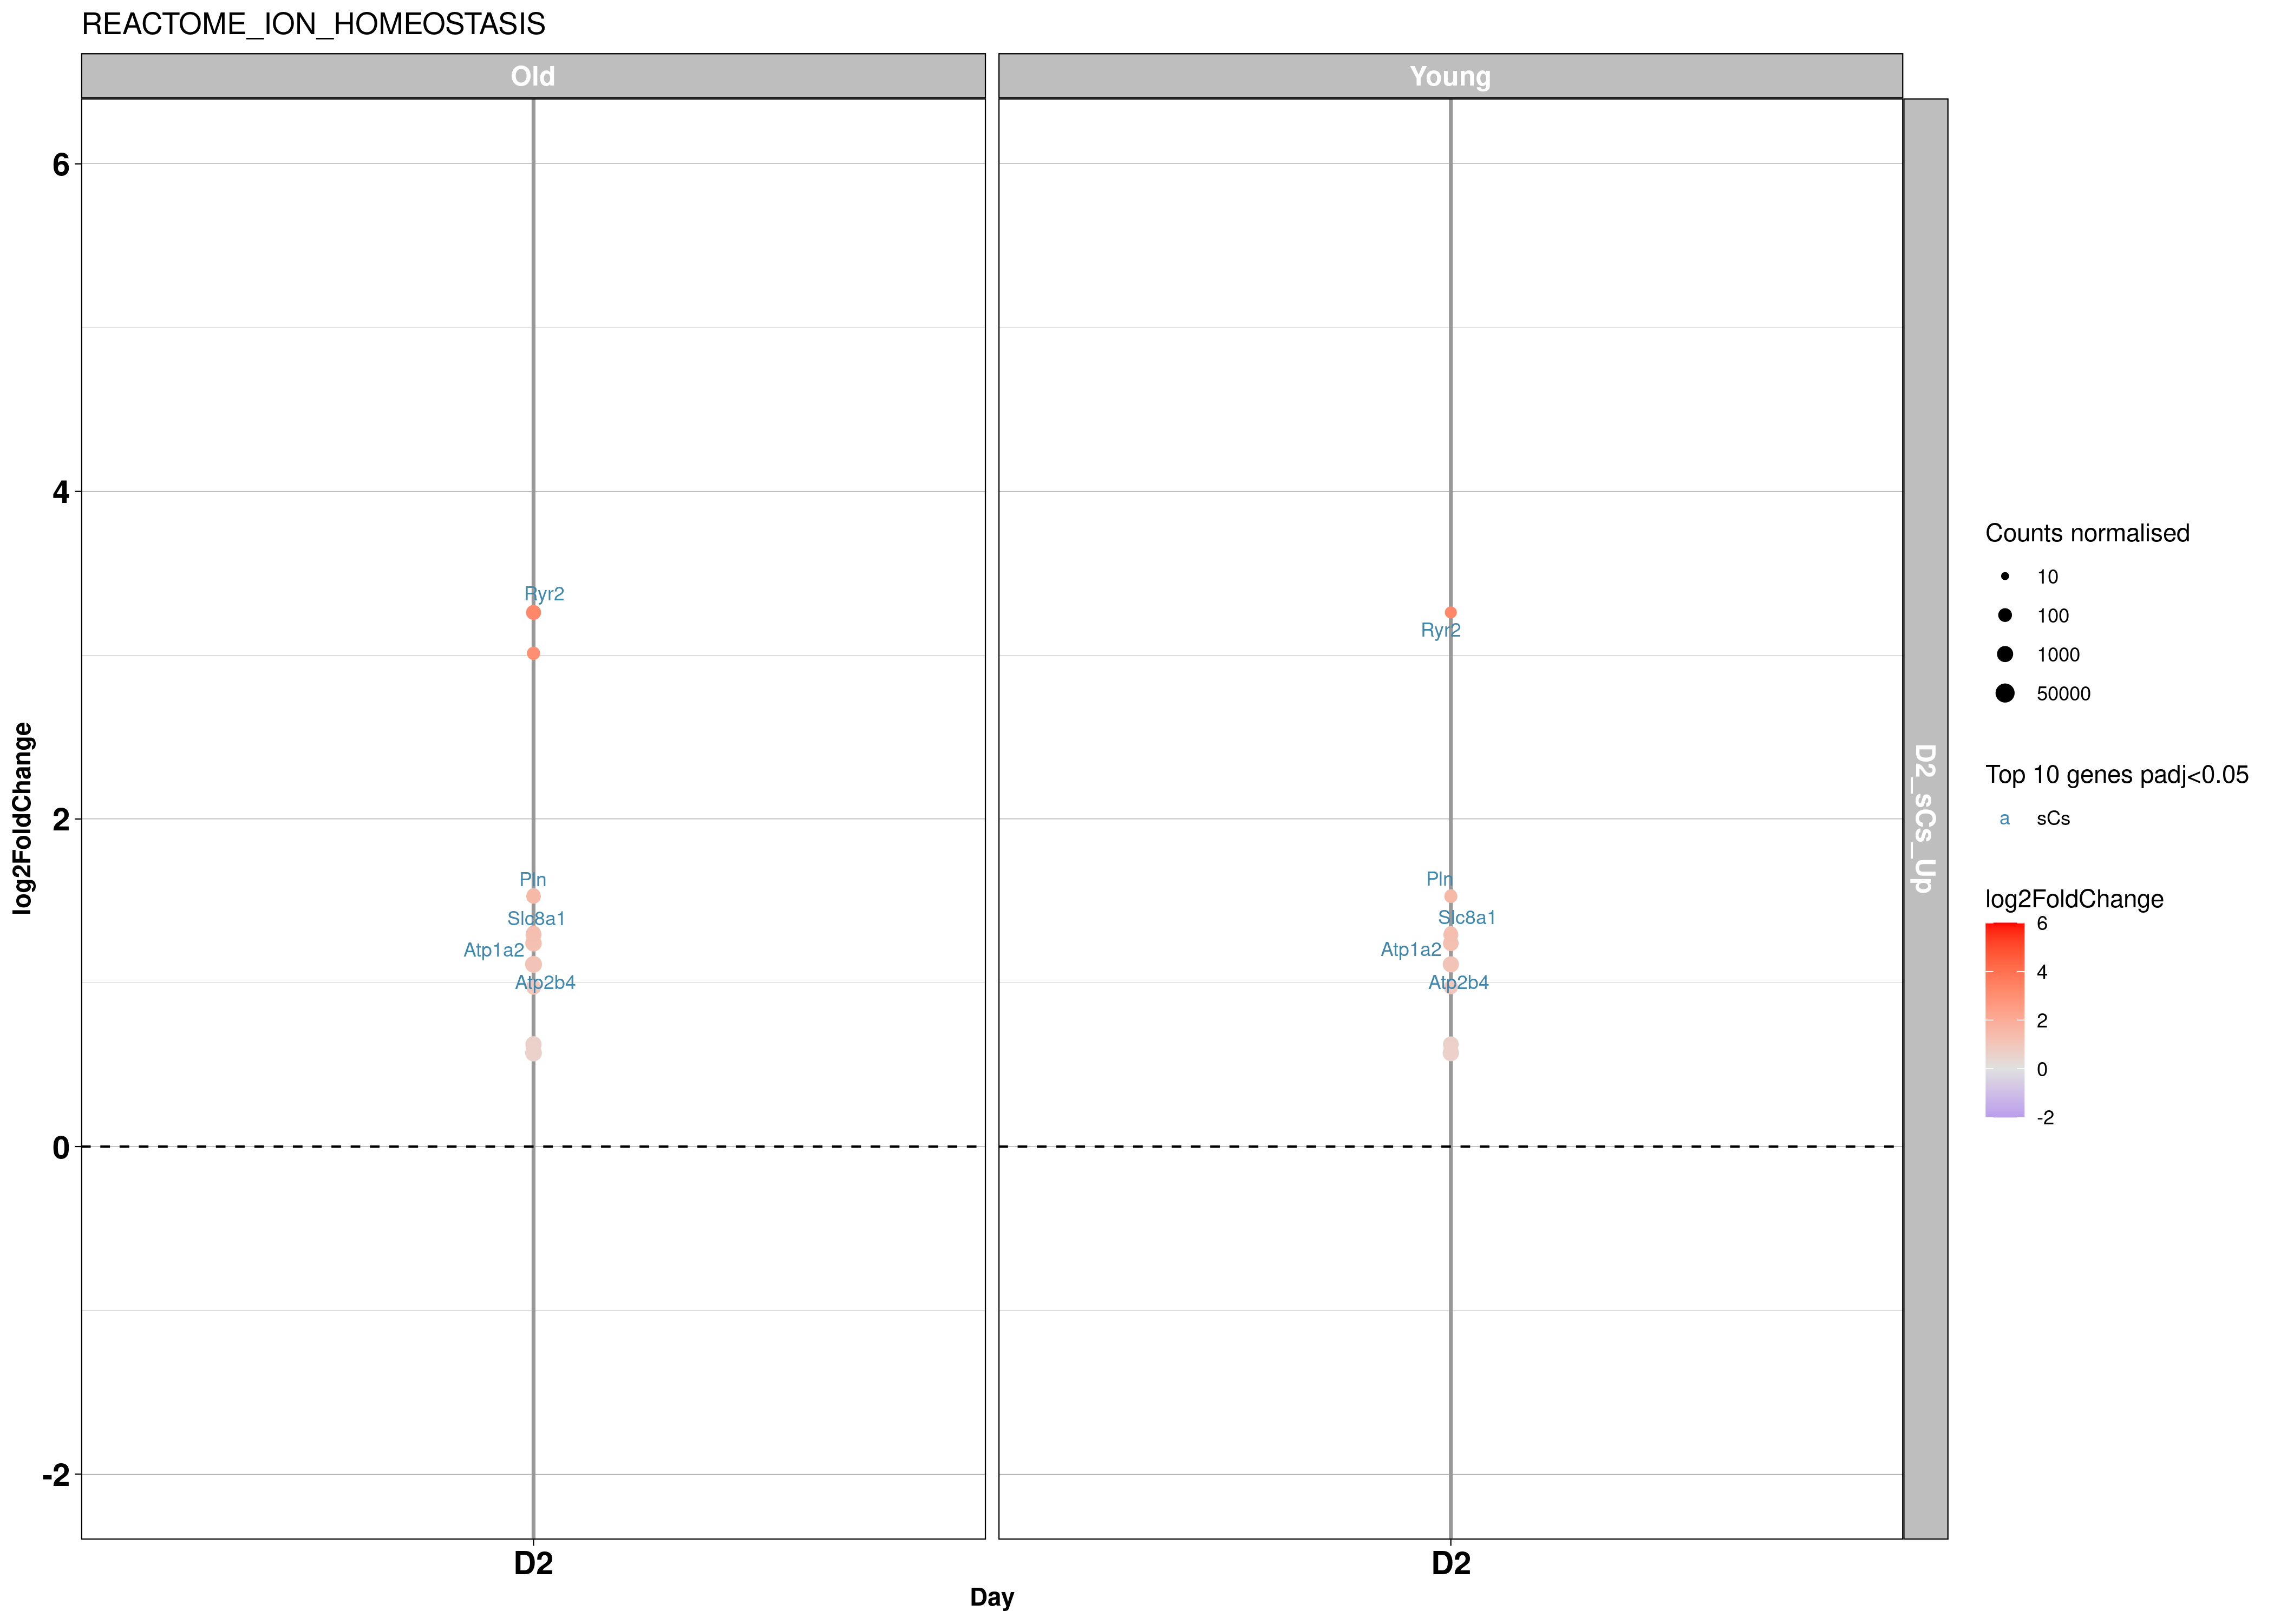 REACTOME_ION_HOMEOSTASIS
Old
Young
6
4
2
0
-2
log2FoldChange
Ryr2
Pln
Slc8a1
Atp1a2
Atp2b4
Ryr2
Pln
Slc8a1
Atp1a2
Atp2b4
D2_sCs_Up
D2
D2
Day
Counts normalised
10
100
1000
50000
Top 10 genes padj<0.05
a sCs
log2FoldChange
6
4
2
0
-2